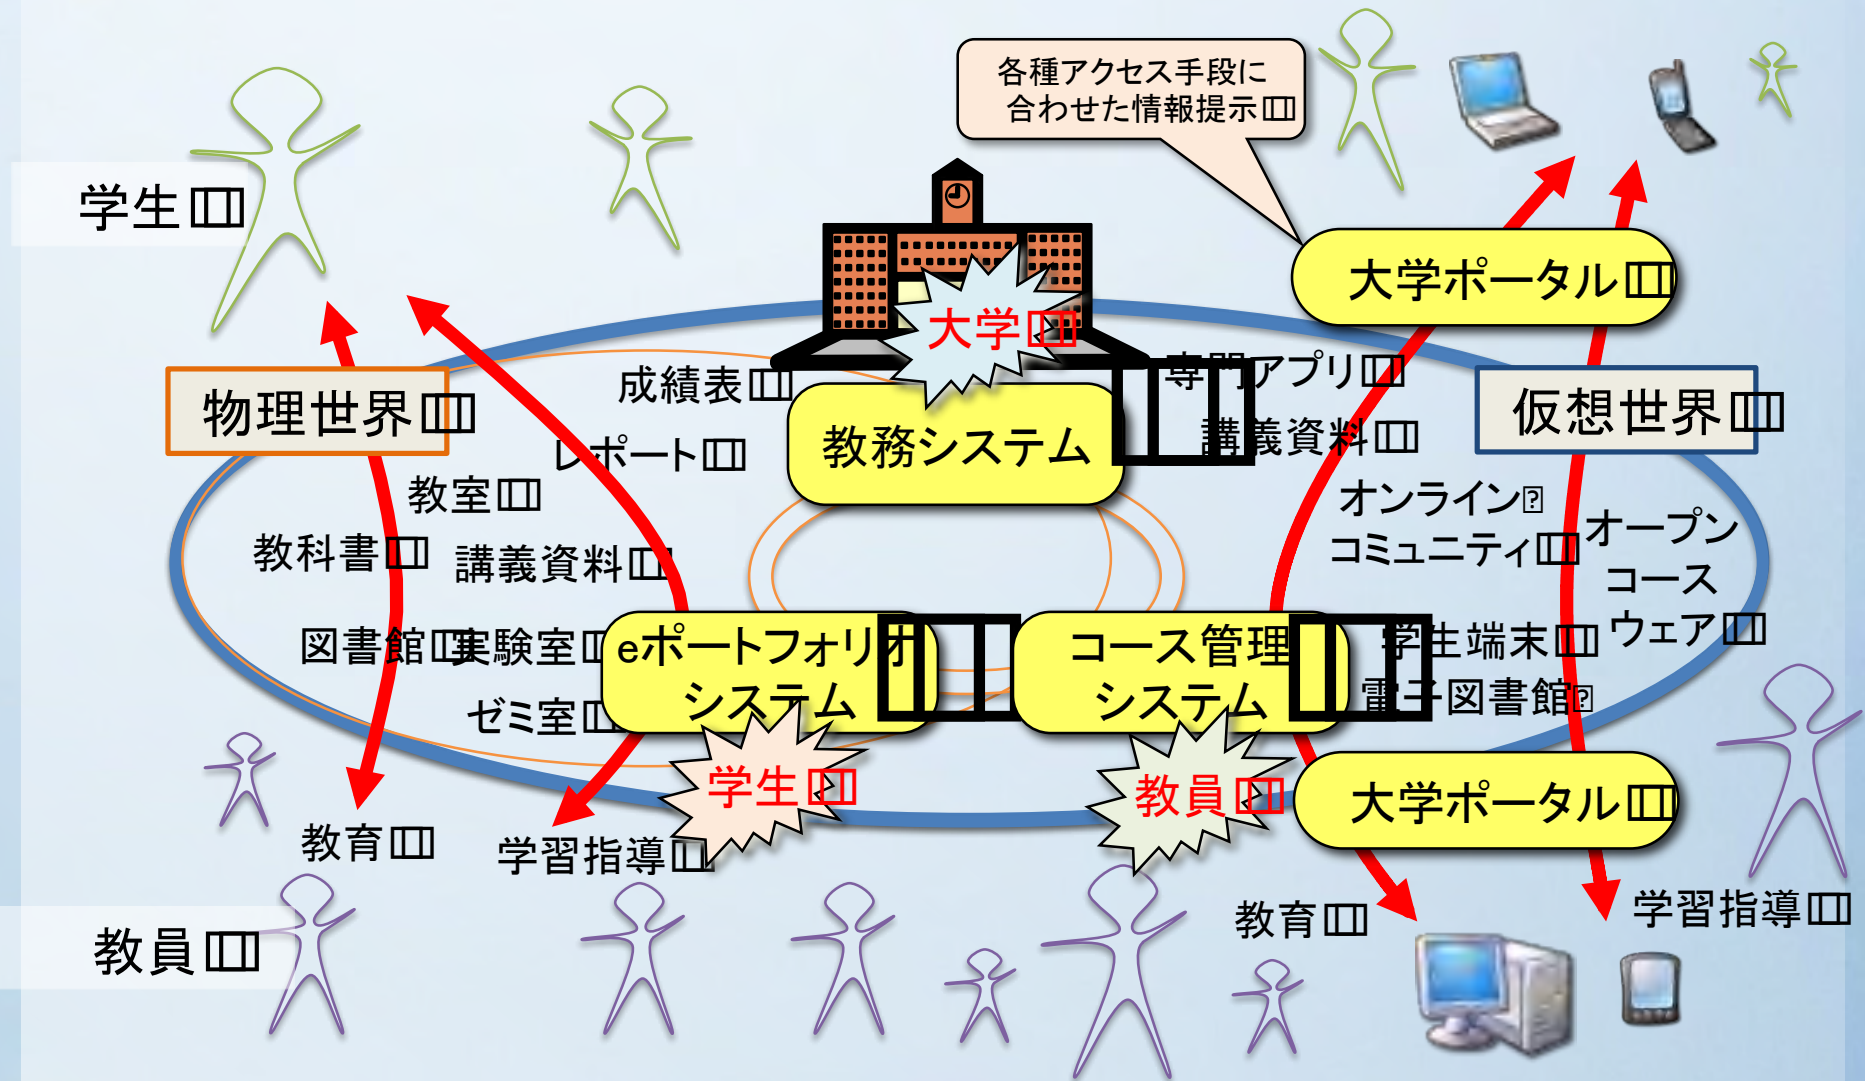 各種アクセス手段に
合わせた情報提示
学生
大学ポータル
大学
物理世界
仮想世界
成績表
レポート
教務システム
専門アプリ
講義資料
教室
教科書
講義資料
オンライン
コミュニティ
オープン
コース
ウェア
図書館
実験室
ゼミ室
eポートフォリオ
システム
コース管理
システム
学生端末
電子図書館
学生
教員
大学ポータル
教育
学習指導
教育
学習指導
教員